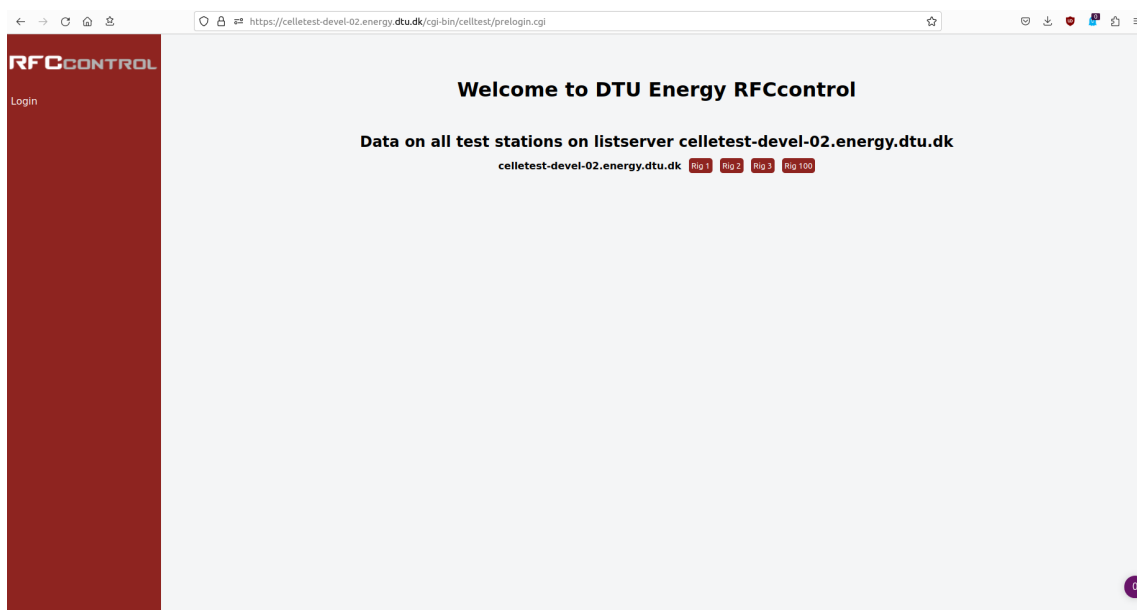 https://celletest-devel-02.energy.dtu.dk/cgi-bin/celltest/prelogin.cgi
RFCCONTROL
Login
Welcome to DTU Energy RFCcontrol
Data on all test stations on listserver celletest-devel-02.energy.dtu.dk
celletest-devel-02.energy.dtu.dk Rig 1 Rig 2 Rig 3 Rig 100